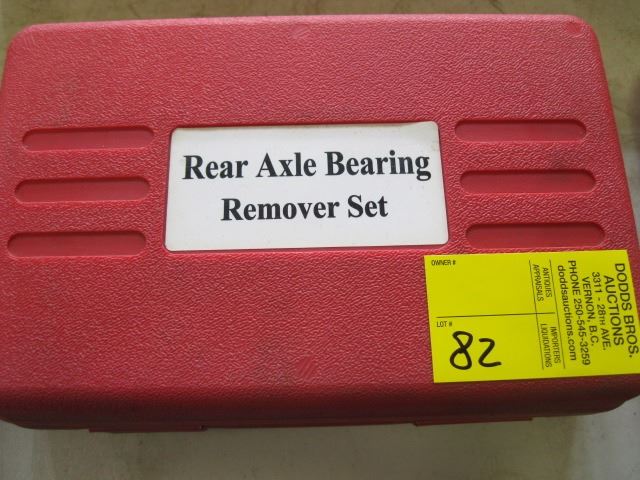 Rear Axle Bearing
Remover Set
OWNER #
LOT #
82
ANTIQUES
APPRAISALS
IMPORTERS
LIQUIDATIONS
DODDS BROS.
AUCTIONS
3311 - 28TH AVE.
VERNON, B.C.
PHONE 250-545-3259
doddsauctions.com